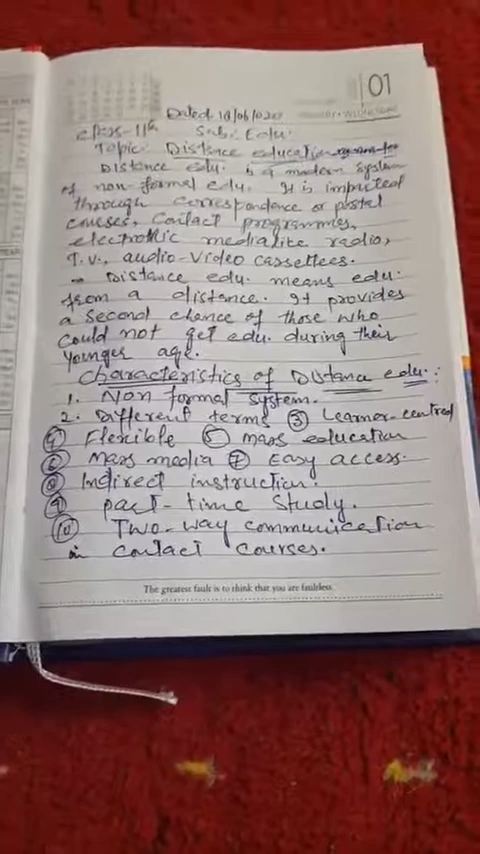 01
WEDNESDAY
Dated: 18/06/020
Class-11th Sub: Edu.
Topic: Distance education
Distance edu. is a modern system
of non-formal edu. It is imparted
through correspondence or postal
courses, Contact programmes,
electronic media like radio,
T.V., audio-video cassettees.
→ Distance edu. means edu.
from a distance. It provides
a second chance of those who
could not get edu. during their
younger age.
Characteristics of Distance edu.:
1. Non formal system.
2. Different terms ③ Learner-centred
④ Flexible ⑤ mass education
⑥ Mass media ⑦ Easy access.
⑧ Indirect instruction.
⑨ part-time study.
⑩ Two-way communication
in contact courses.
The greatest fault is to think that you are faultless.